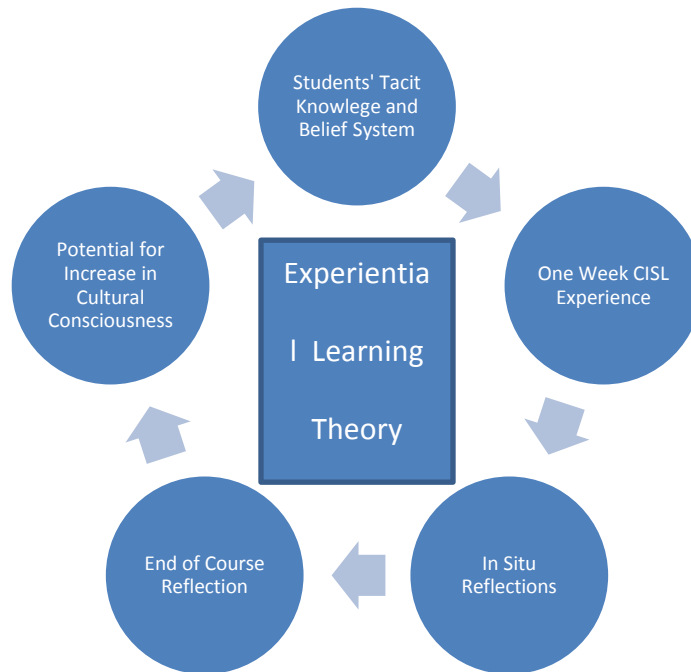 Students' Tacit
Knowlege and
Belief System
One Week CISL
Experience
In Situ
Reflections
End of Course
Reflection
Potential for
Increase in
Cultural
Consciousness
Experientia
l Learning
Theory